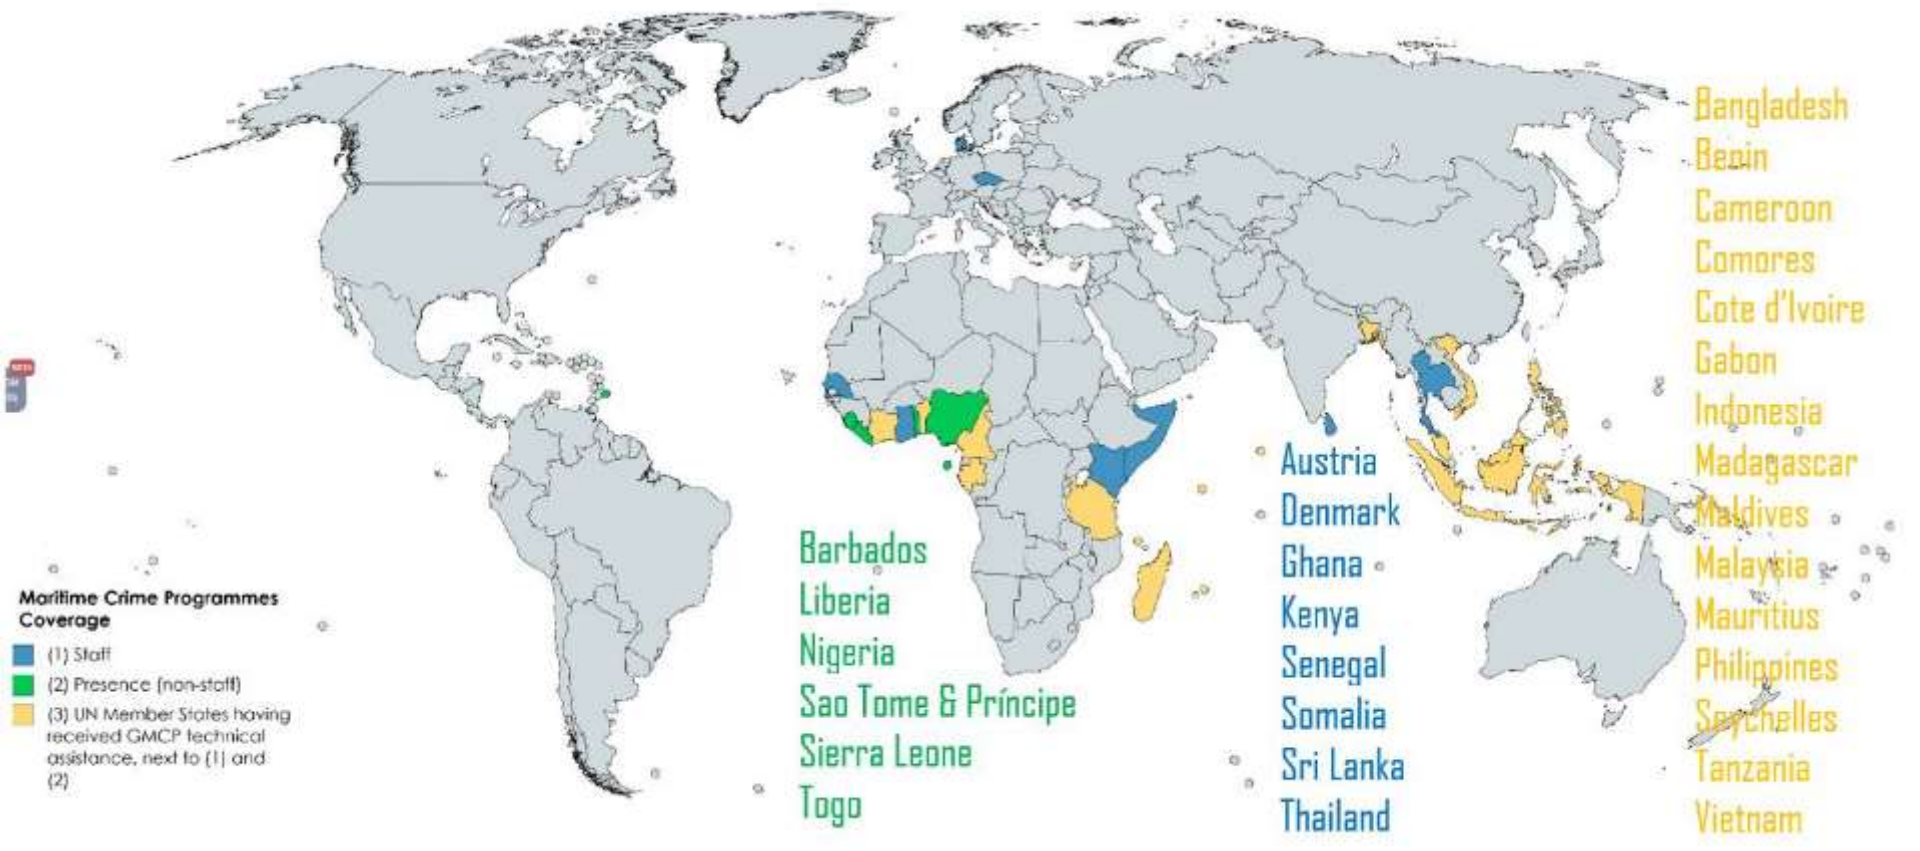 Bangladesh
Benin
Cameroon
Comores
Cote d'Ivoire
Gabon
Indonesia
Madagascar
Maldives
Malaysia
Mauritius
Philippines
Seychelles
Tanzania
Vietnam
Austria
Denmark
Ghana
Kenya
Senegal
Somalia
Sri Lanka
Thailand
Barbados
Liberia
Nigeria
Sao Tome & Príncipe
Sierra Leone
Togo
Maritime Crime Programmes
Coverage
(1) Staff
(2) Presence (non-staff)
(3) UN Member States having
received GMCP technical
assistance, next to (1) and
(2)